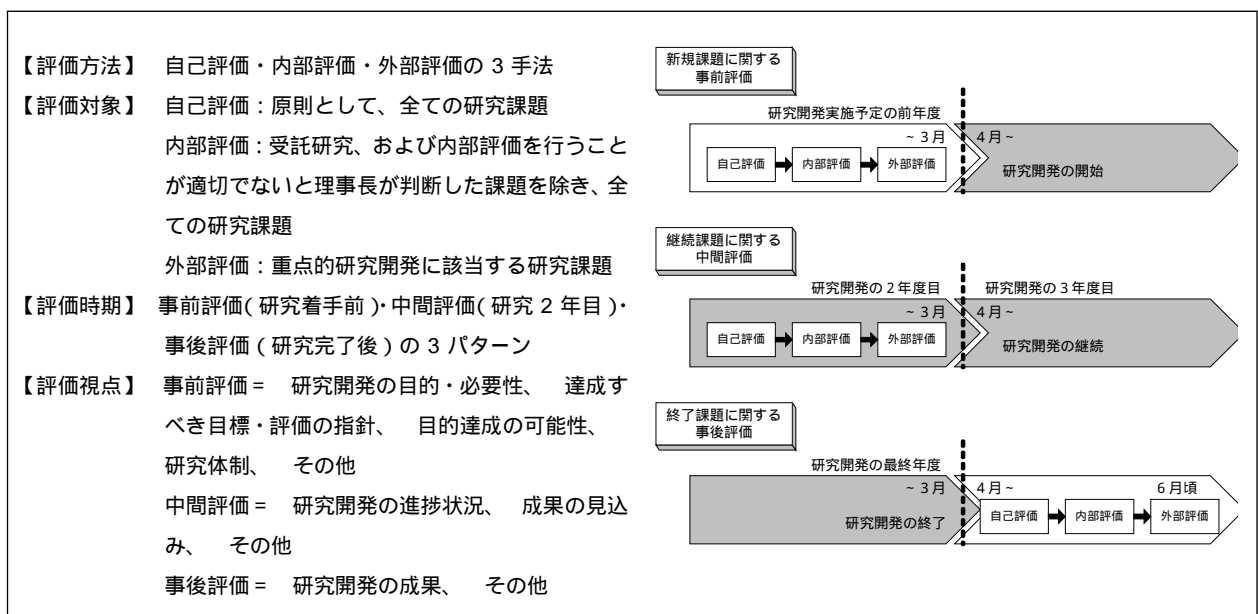 【評価方法】 自己評価・内部評価・外部評価の3手法
【評価対象】 自己評価：原則として、全ての研究課題
内部評価：受託研究、および内部評価を行うこと
が適切でないと理事長が判断した課題を除き、全
ての研究課題
外部評価：重点的研究開発に該当する研究課題
【評価時期】 事前評価(研究着手前)・中間評価(研究2年目)・
事後評価(研究完了後)の3パターン
【評価視点】 事前評価= 研究開発の目的・必要性、 達成す
べき目標・評価の指針、 目的達成の可能性、
研究体制、 その他
中間評価= 研究開発の進捗状況、 成果の見込
み、 その他
事後評価= 研究開発の成果、 その他
新規課題に関する
事前評価
研究開発実施予定の前年度
~3月 4月~
自己評価 内部評価 外部評価
研究開発の開始
継続課題に関する
中間評価
研究開発の2年度目 研究開発の3年度目
~3月 4月~
自己評価 内部評価 外部評価
研究開発の継続
終了課題に関する
事後評価
研究開発の最終年度
~3月 4月~ 6月頃
研究開発の終了
自己評価 内部評価 外部評価